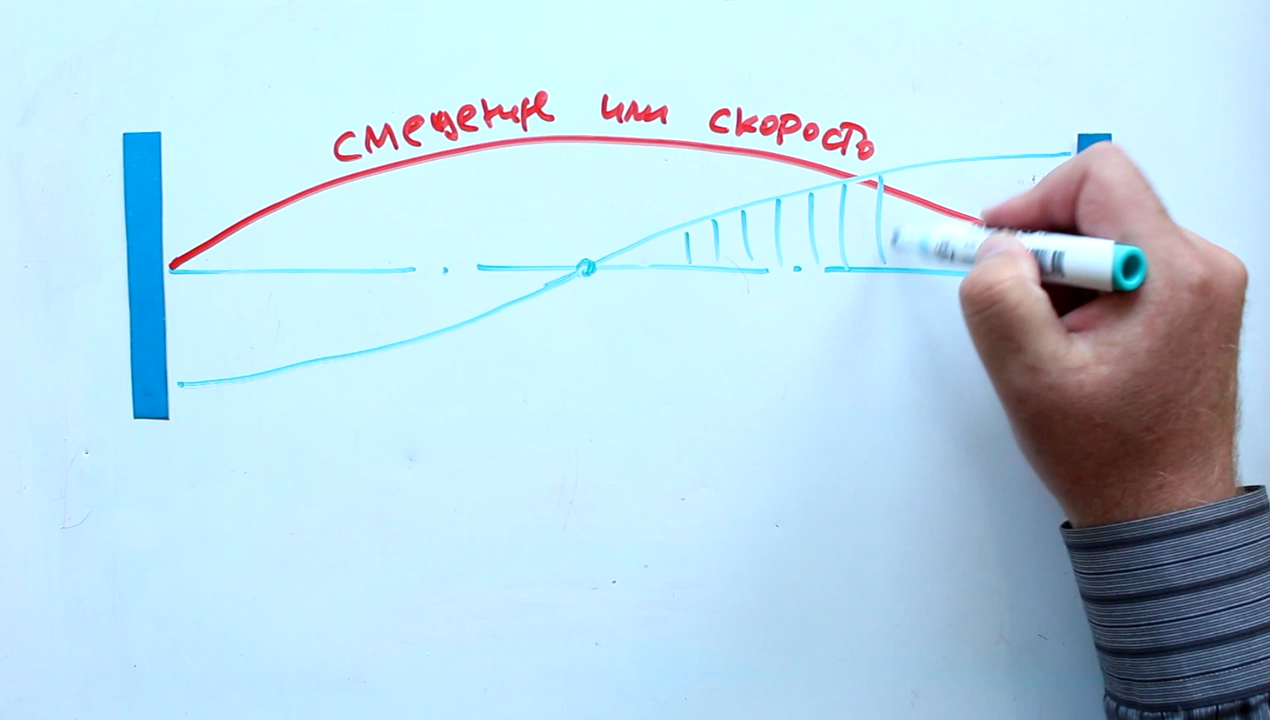 смещение или скорость